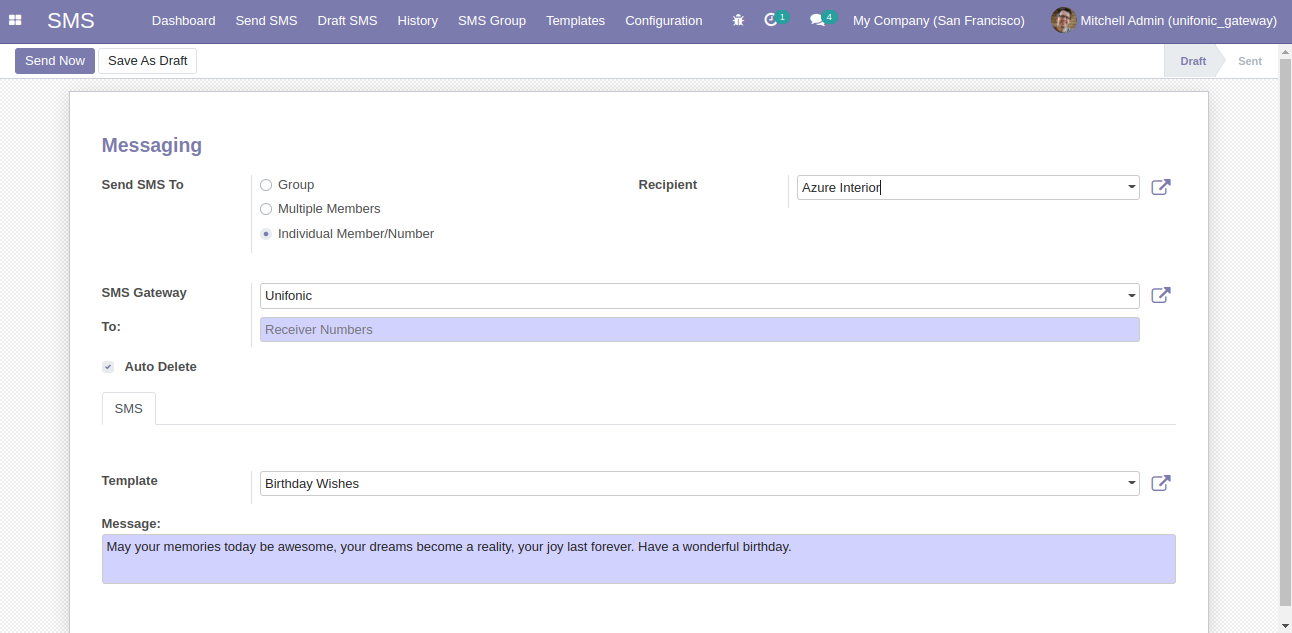 SMS Dashboard Send SMS Draft SMS History SMS Group Templates Configuration 1 4 My Company (San Francisco) Mitchell Admin (unifonic_gateway)
Send Now Save As Draft Draft Sent
Messaging
Send SMS To Group Recipient Azure Interior
Multiple Members
Individual Member/Number
SMS Gateway Unifonic
To: Receiver Numbers
Auto Delete
SMS
Template Birthday Wishes
Message:
May your memories today be awesome, your dreams become a reality, your joy last forever. Have a wonderful birthday.